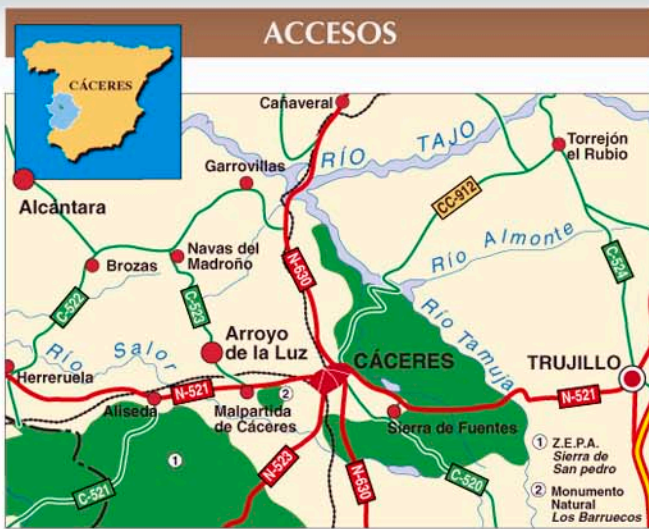 ACCESOS
CÁCERES
Cañaveral
RÍO TAJO
Torrejón
el Rubio
Garrovillas
Alcántara
CC-912
Navas del
Madroño
Brozas
Río Almonte
N-630
C-524
C-522
C-523
Río Tamuja
Arroyo
de la Luz
Río Salor
CÁCERES
TRUJILLO
Herreruela
N-521
N-521
Aliseda
Malpartida
de Cáceres
2
Sierra de Fuentes
1 Z.E.P.A.
Sierra de
San pedro
1
N-523
C-521
N-630
C-520
2 Monumento
Natural
Los Barruecos